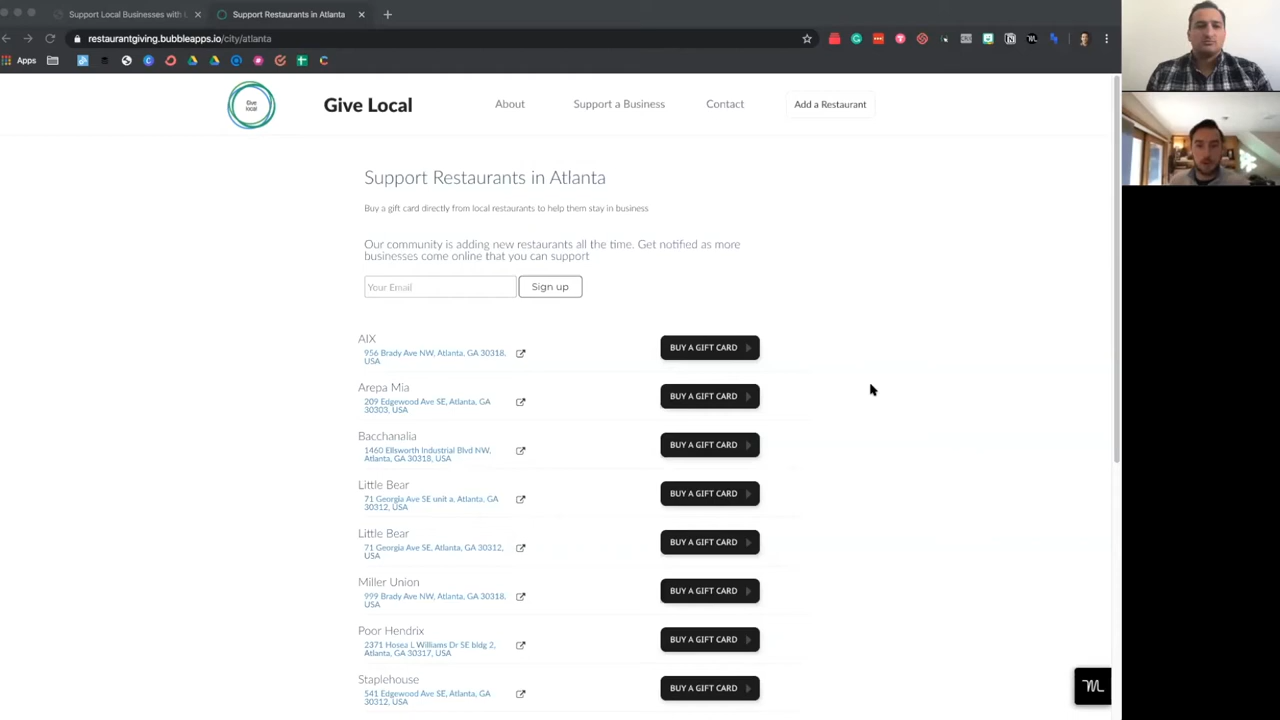 Support Local Businesses with L
Support Restaurants in Atlanta
restaurantgiving.bubbleapps.io/city/atlanta
Apps
Give
local
Give Local
About
Support a Business
Contact
Add a Restaurant
Support Restaurants in Atlanta
Buy a gift card directly from local restaurants to help them stay in business
Our community is adding new restaurants all the time. Get notified as more
businesses come online that you can support
Your Email
Sign up
AIX
956 Brady Ave NW, Atlanta, GA 30318,
USA
BUY A GIFT CARD
Arepa Mia
209 Edgewood Ave SE, Atlanta, GA
30303, USA
BUY A GIFT CARD
Bacchanalia
1460 Ellsworth Industrial Blvd NW,
Atlanta, GA 30318, USA
BUY A GIFT CARD
Little Bear
71 Georgia Ave SE unit a, Atlanta, GA
30312, USA
BUY A GIFT CARD
Little Bear
71 Georgia Ave SE, Atlanta, GA 30312,
USA
BUY A GIFT CARD
Miller Union
999 Brady Ave NW, Atlanta, GA 30318,
USA
BUY A GIFT CARD
Poor Hendrix
2371 Hosea L Williams Dr SE bldg 2,
Atlanta, GA 30317, USA
BUY A GIFT CARD
Staplehouse
541 Edgewood Ave SE, Atlanta, GA
30312, USA
BUY A GIFT CARD